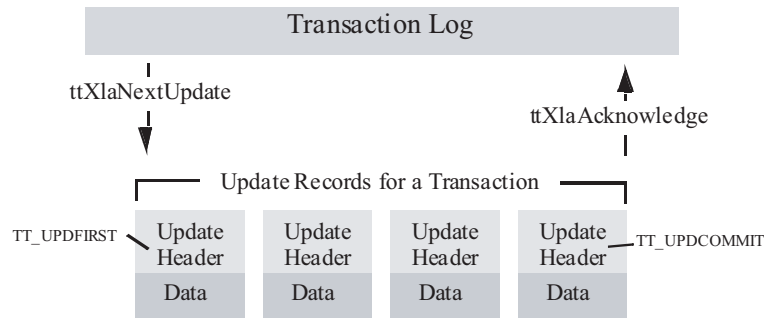 Transaction Log
ttXlaNextUpdate
ttXlaAcknowledge
Update Records for a Transaction
TT_UPDFIRST
Update Header
Data
Update Header
Data
Update Header
Data
Update Header
Data
TT_UPDCOMMIT